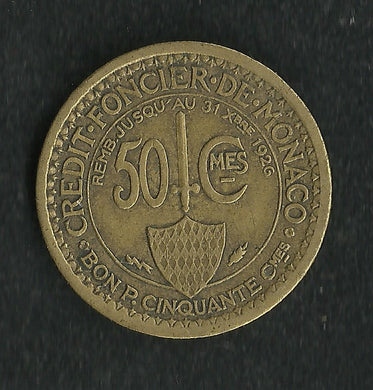 CREDIT·FONCIER·DE·MONACO
REMB. JUSQU'AU 31 XBRE 1926
50 CMES
BON P. CINQUANTE CMES